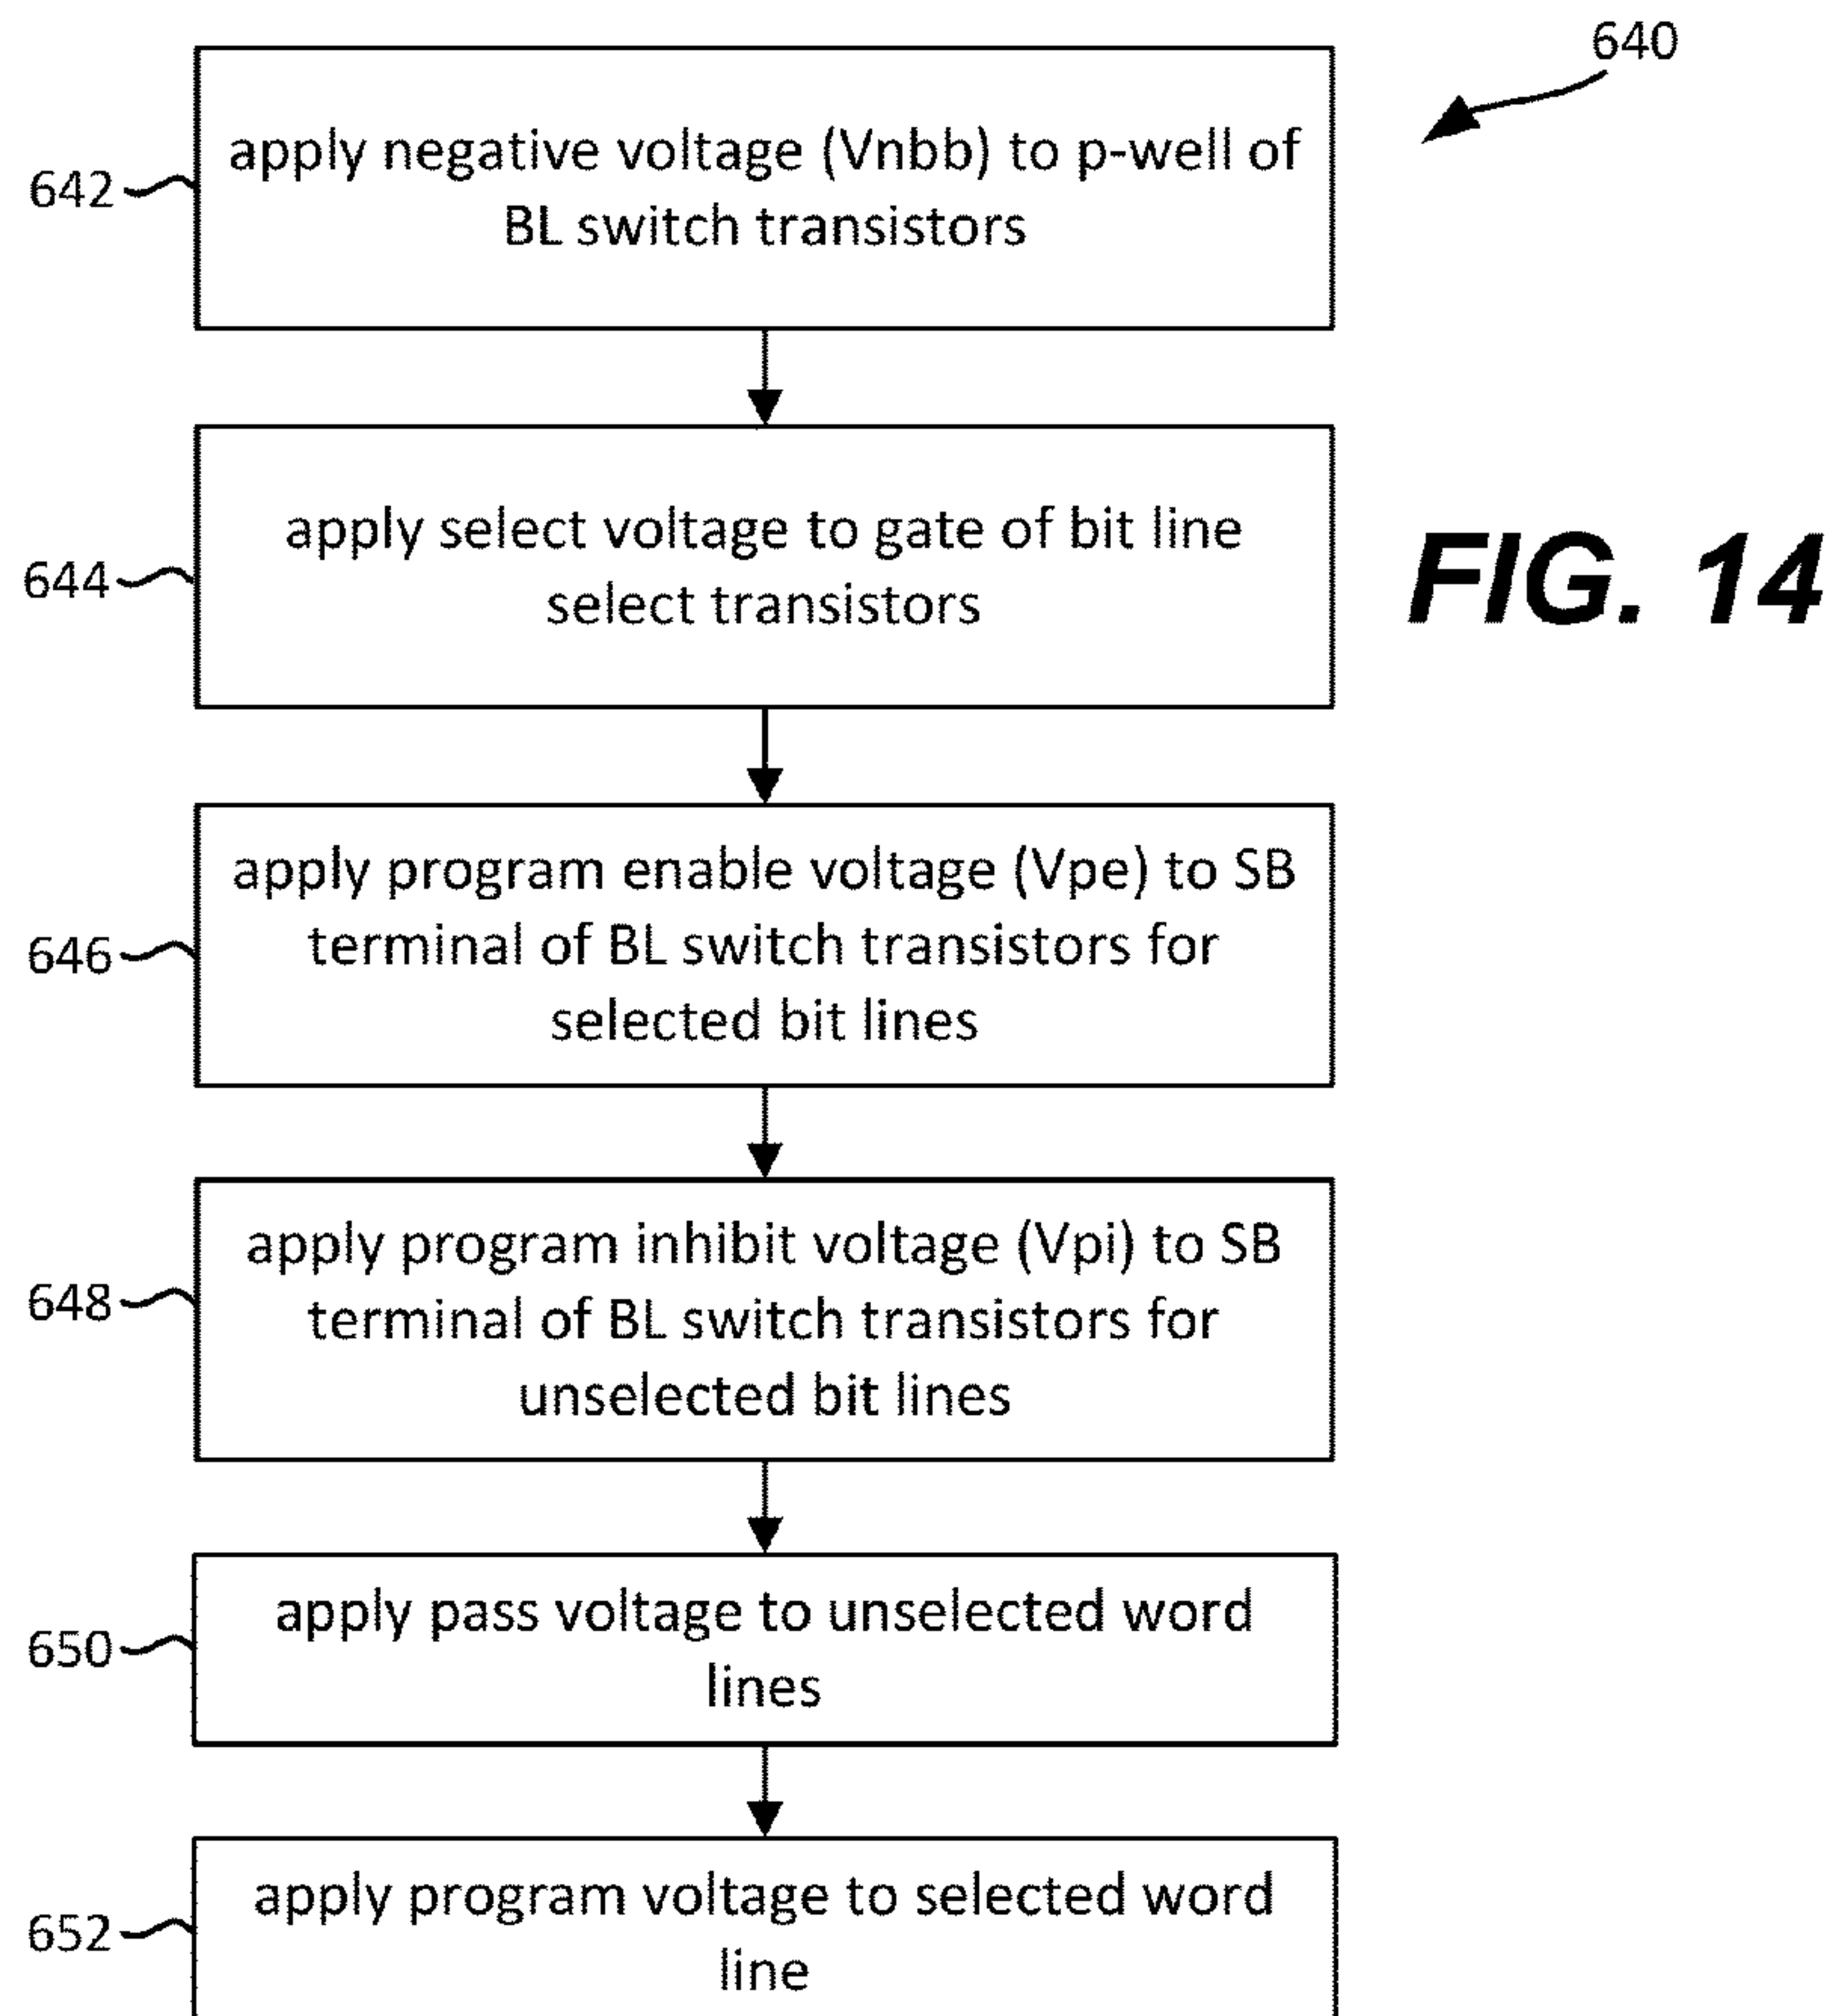 640
642
apply negative voltage (Vnbb) to p-well of
BL switch transistors
644
apply select voltage to gate of bit line
select transistors
FIG. 14
646
apply program enable voltage (Vpe) to SB
terminal of BL switch transistors for
selected bit lines
648
apply program inhibit voltage (Vpi) to SB
terminal of BL switch transistors for
unselected bit lines
650
apply pass voltage to unselected word
lines
652
apply program voltage to selected word
line